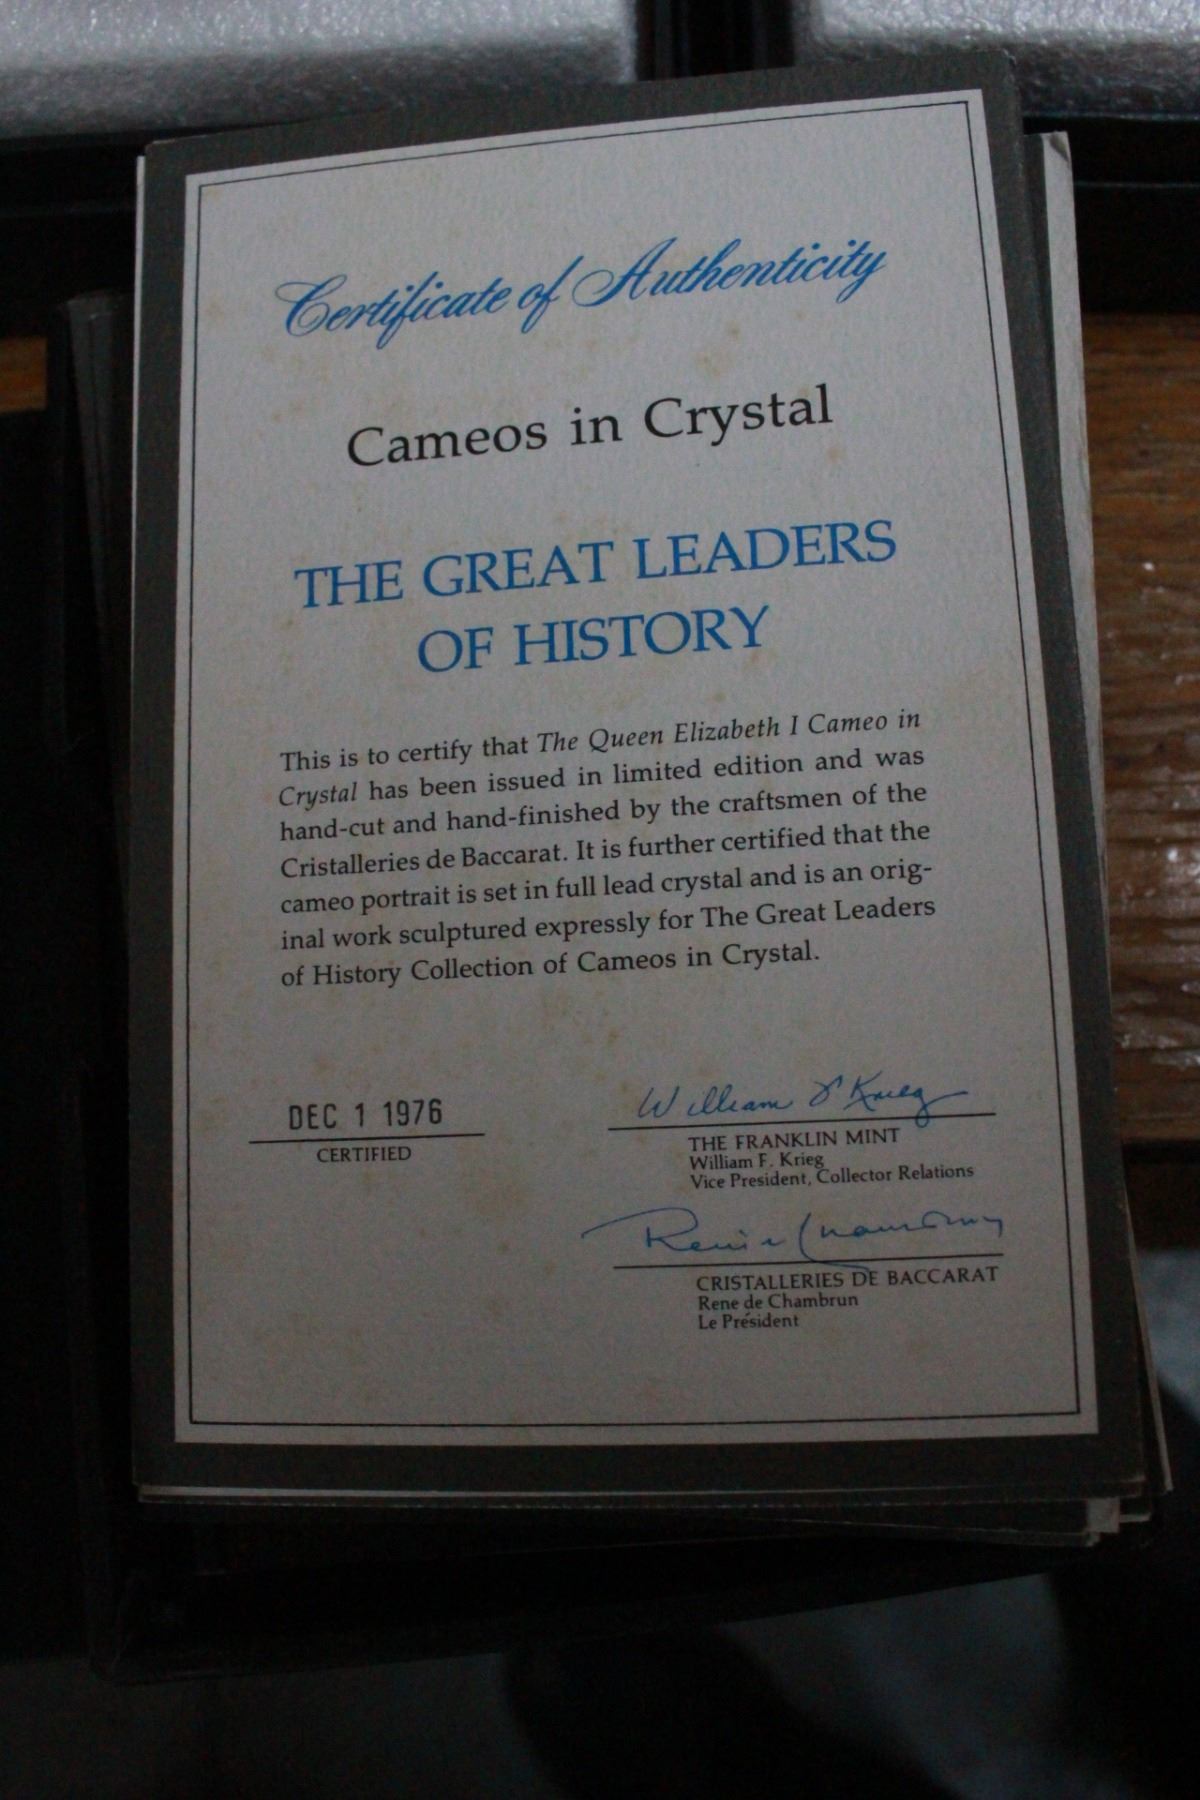 Certificate of Authenticity
Cameos in Crystal
THE GREAT LEADERS
OF HISTORY
This is to certify that The Queen Elizabeth I Cameo in
Crystal has been issued in limited edition and was
hand-cut and hand-finished by the craftsmen of the
Cristalleries de Baccarat. It is further certified that the
cameo portrait is set in full lead crystal and is an orig-
inal work sculptured expressly for The Great Leaders
of History Collection of Cameos in Crystal.
DEC 1 1976
CERTIFIED
William F Krieg
THE FRANKLIN MINT
William F. Krieg
Vice President, Collector Relations
Rene de Chambrun
CRISTALLERIES DE BACCARAT
Rene de Chambrun
Le Président